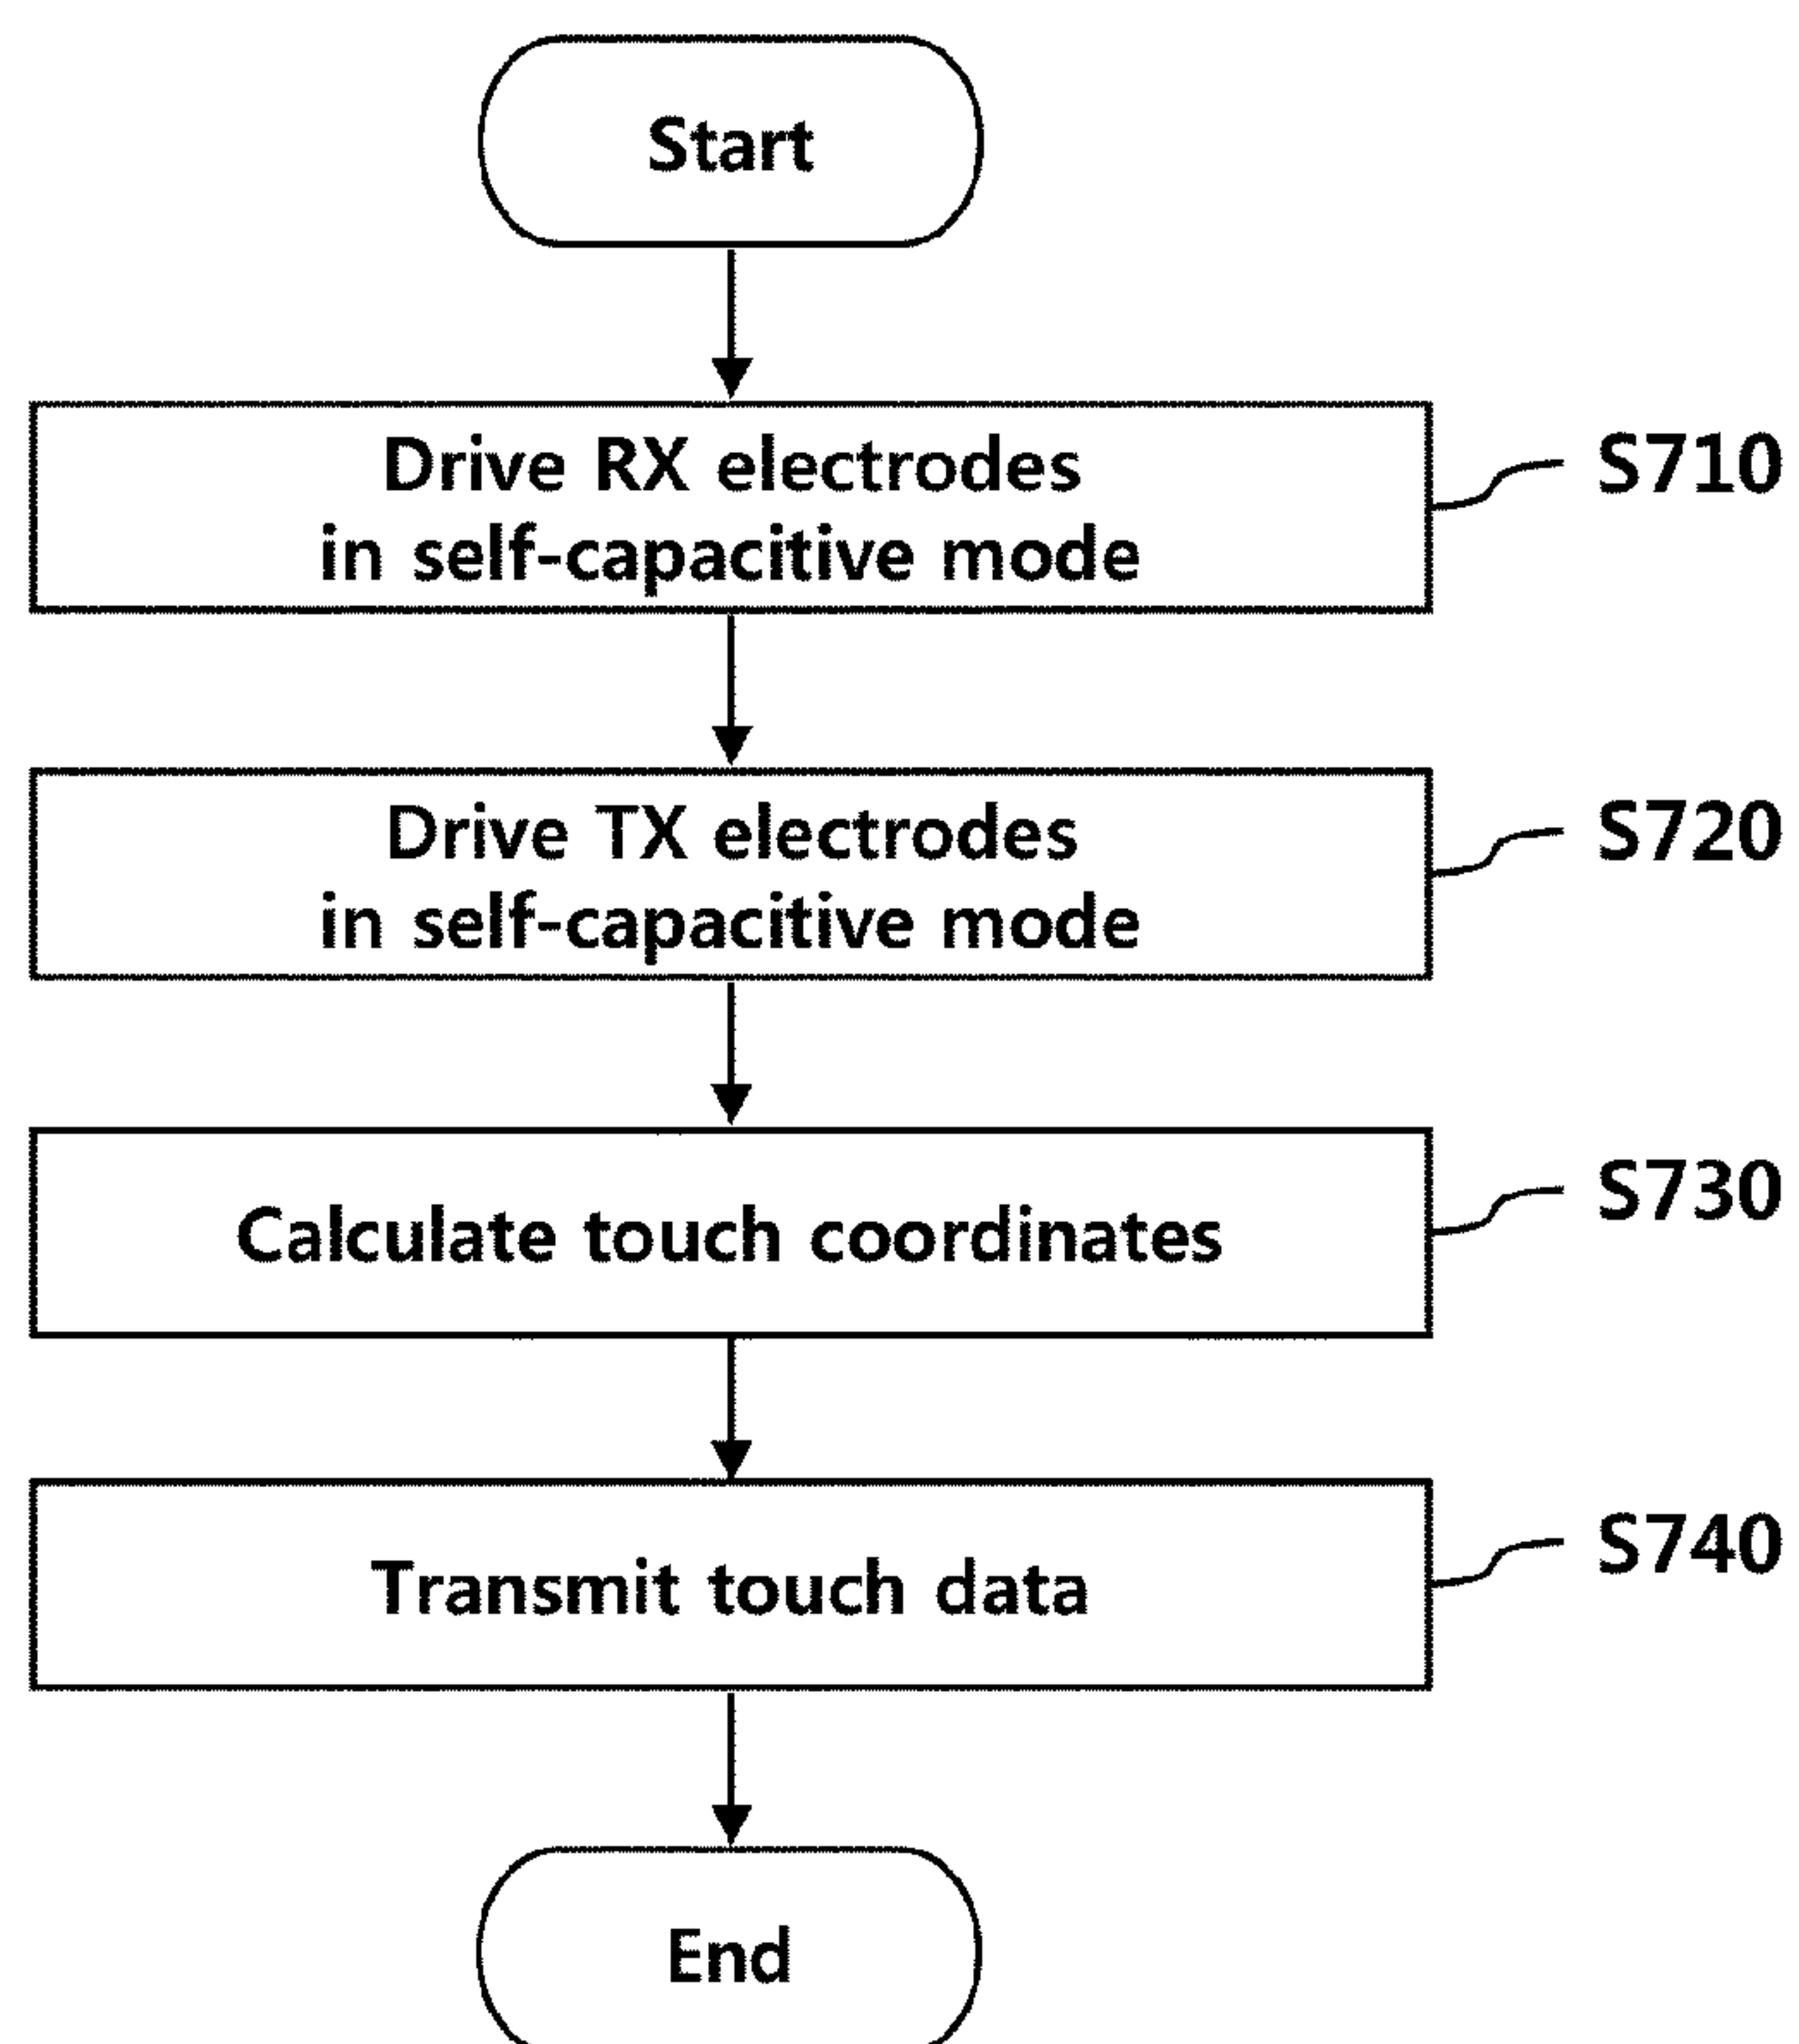 Start
Drive RX electrodes
in self-capacitive mode
S710
Drive TX electrodes
in self-capacitive mode
S720
Calculate touch coordinates
S730
Transmit touch data
S740
End